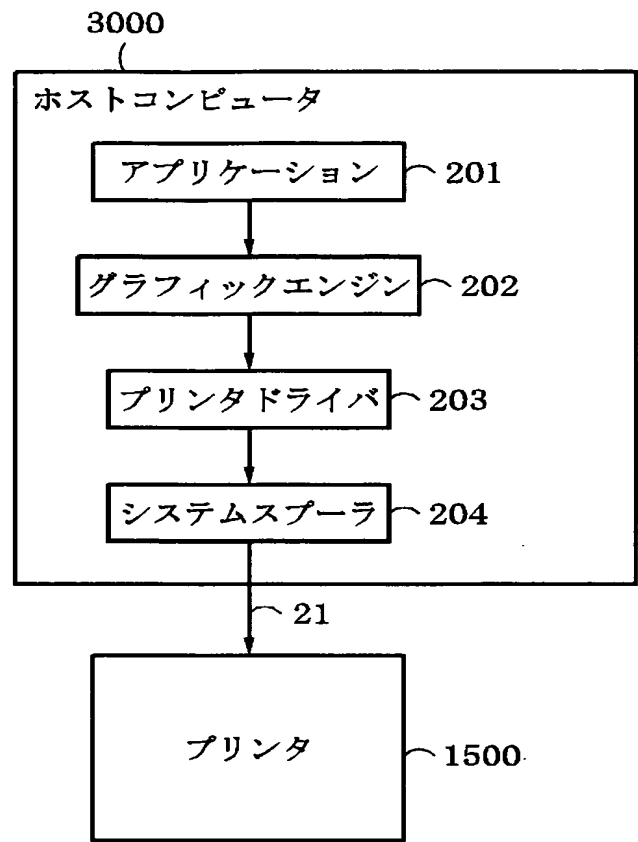 3000
ホストコンピュータ
アプリケーション 201
グラフィックエンジン 202
プリンタドライバ 203
システムスプーラ 204
21
プリンタ 1500